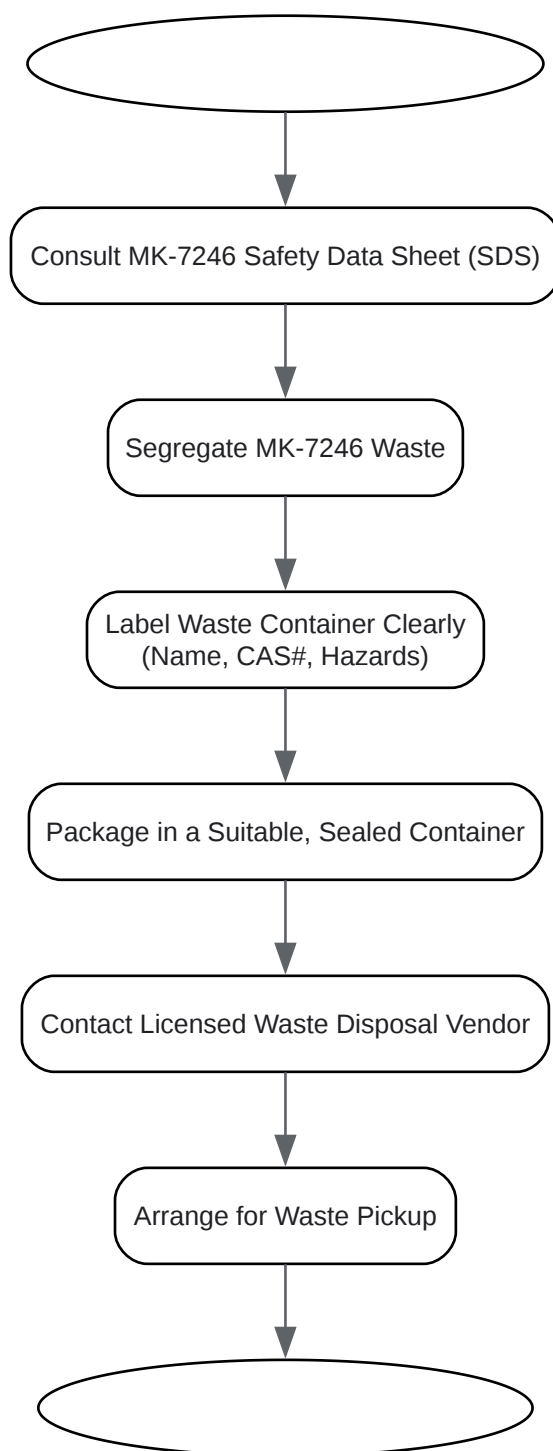 Consult MK-7246 Safety Data Sheet (SDS)
Segregate MK-7246 Waste
Label Waste Container Clearly
(Name, CAS#, Hazards)
Package in a Suitable, Sealed Container
Contact Licensed Waste Disposal Vendor
Arrange for Waste Pickup